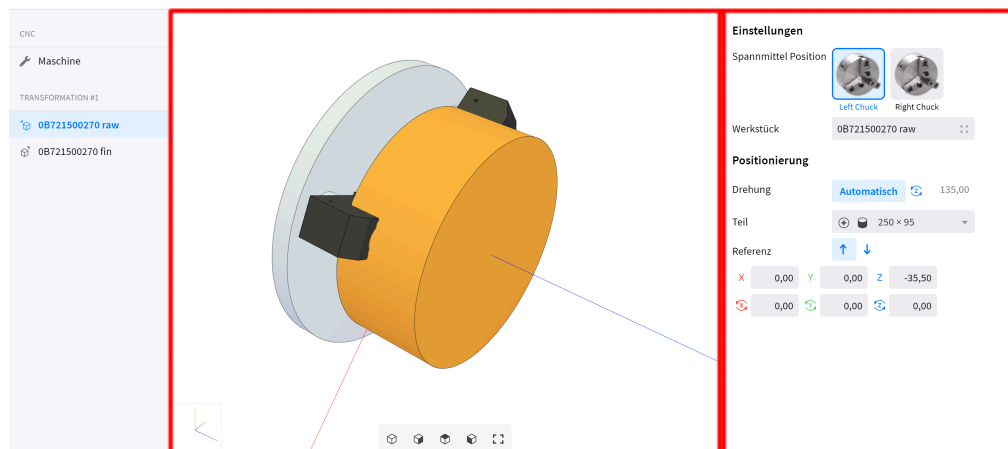 CNC
Maschine
TRANSFORMATION #1
0B721500270 raw
0B721500270 fin
Einstellungen
Spannmittel Position
Left Chuck
Right Chuck
Werkstück
0B721500270 raw
Positionierung
Drehung
Automatisch
Z
135,00
Teil
250 × 95
Referenz
X 0,00 Y 0,00 Z -35,50
X 0,00 Y 0,00 Z 0,00